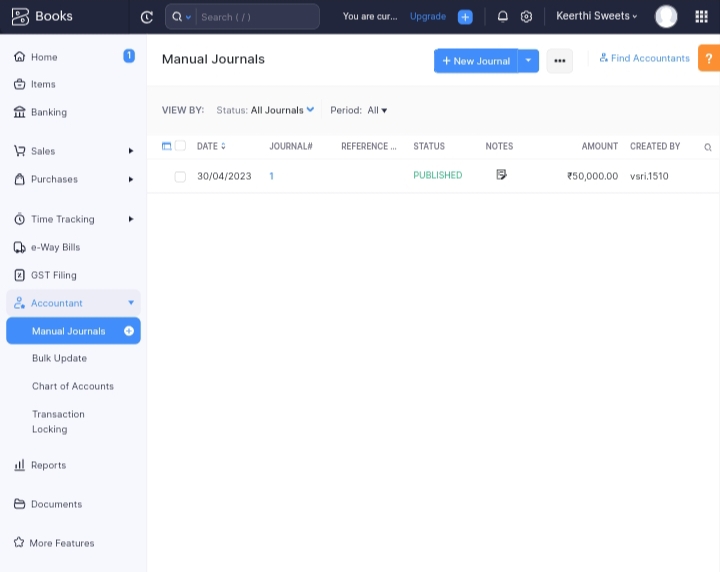 Books
Search ( / )
You are cur... Upgrade
Keerthi Sweets
Home 1
Items
Banking
Sales
Purchases
Time Tracking
e-Way Bills
GST Filing
Accountant
Manual Journals
Bulk Update
Chart of Accounts
Transaction
Locking
Reports
Documents
More Features
Manual Journals
+ New Journal
Find Accountants
?
VIEW BY: Status: All Journals Period: All
DATE JOURNAL# REFERENCE ... STATUS NOTES AMOUNT CREATED BY
30/04/2023 1 PUBLISHED ₹50,000.00 vsri.1510